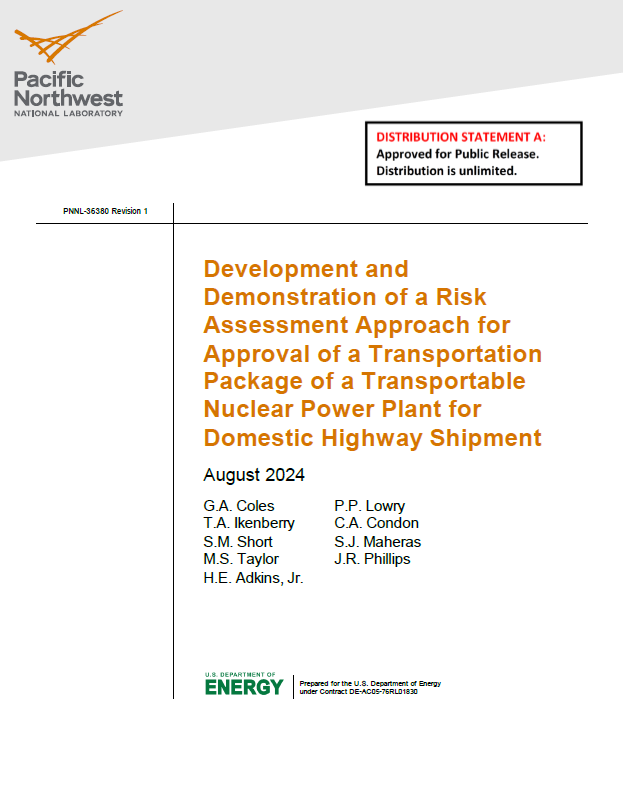 Pacific
Northwest
NATIONAL LABORATORY
DISTRIBUTION STATEMENT A:
Approved for Public Release.
Distribution is unlimited.
PNNL-36380 Revision 1
Development and
Demonstration of a Risk
Assessment Approach for
Approval of a Transportation
Package of a Transportable
Nuclear Power Plant for
Domestic Highway Shipment
August 2024
G.A. Coles P.P. Lowry
T.A. Ikenberry C.A. Condon
S.M. Short S.J. Maheras
M.S. Taylor J.R. Phillips
H.E. Adkins, Jr.
U.S. DEPARTMENT OF
ENERGY
Prepared for the U.S. Department of Energy
under Contract DE-AC05-76RL01830